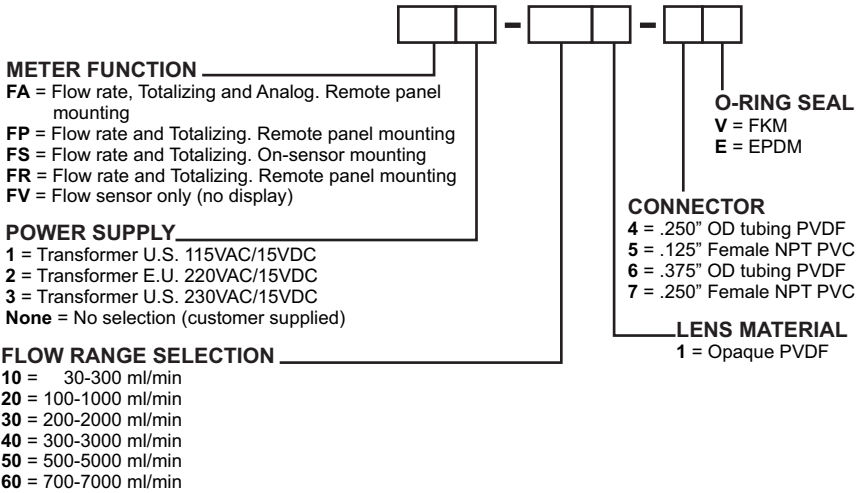 METER FUNCTION
FA = Flow rate, Totalizing and Analog. Remote panel
mounting
FP = Flow rate and Totalizing. Remote panel mounting
FS = Flow rate and Totalizing. On-sensor mounting
FR = Flow rate and Totalizing. Remote panel mounting
FV = Flow sensor only (no display)
POWER SUPPLY
1 = Transformer U.S. 115VAC/15VDC
2 = Transformer E.U. 220VAC/15VDC
3 = Transformer U.S. 230VAC/15VDC
None = No selection (customer supplied)
FLOW RANGE SELECTION
10 = 30-300 ml/min
20 = 100-1000 ml/min
30 = 200-2000 ml/min
40 = 300-3000 ml/min
50 = 500-5000 ml/min
60 = 700-7000 ml/min
O-RING SEAL
V = FKM
E = EPDM
CONNECTOR
4 = .250” OD tubing PVDF
5 = .125” Female NPT PVC
6 = .375” OD tubing PVDF
7 = .250” Female NPT PVC
LENS MATERIAL
1 = Opaque PVDF